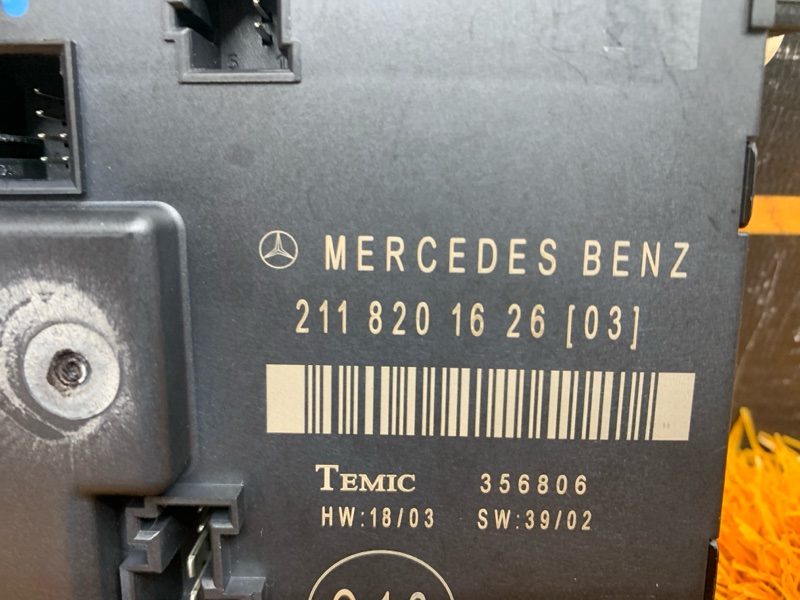 MERCEDES BENZ
211 820 16 26 [03]
TEMIC 356806
HW:18/03 SW:39/02